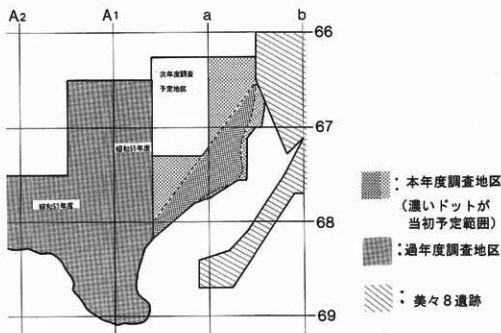 A2 A1 a b
66
次年度調査
予定地区
67
昭和55年度
昭和57年度
68
69
:本年度調査地区
(濃いドットが
当初予定範囲)
:過年度調査地区
:美々8遺跡